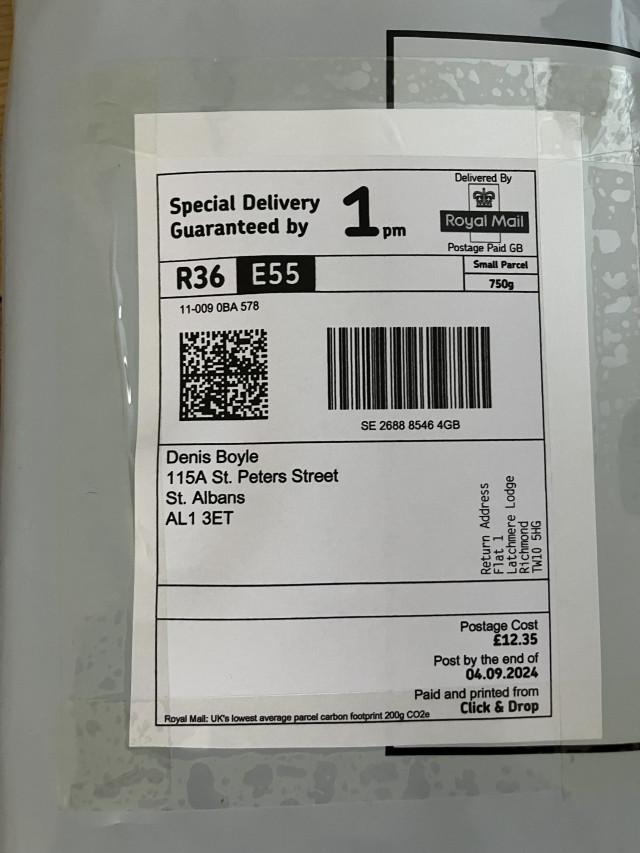 Special Delivery
Guaranteed by
1pm
Delivered By
Royal Mail
Postage Paid GB
R36 E55
Small Parcel
750g
11-009 0BA 578
SE 2688 8546 4GB
Denis Boyle
115A St. Peters Street
St. Albans
AL1 3ET
Return Address
Flat 1
Latchmere Lodge
Richmond
TW10 5HG
Postage Cost
£12.35
Post by the end of
04.09.2024
Paid and printed from
Click & Drop
Royal Mail: UK's lowest average parcel carbon footprint 200g CO2e